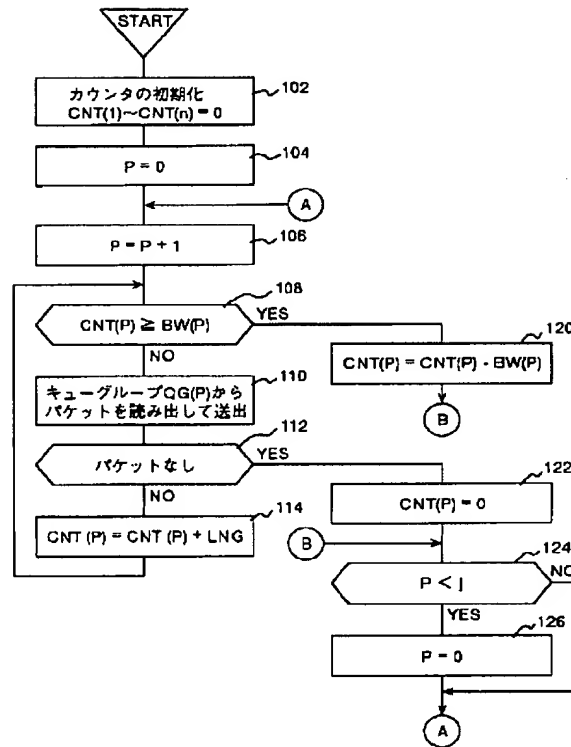 START
カウンタの初期化
CNT(1)～CNT(n) = 0
102
P = 0
104
A
P = P + 1
106
108
CNT(P) ≧ BW(P)
YES
NO
120
CNT(P) = CNT(P) - BW(P)
B
110
キューグループQG(P)から
パケットを読み出して送出
112
パケットなし
YES
NO
122
CNT(P) = 0
114
CNT (P) = CNT (P) + LNG
B
124
P < j
NO
YES
126
P = 0
A